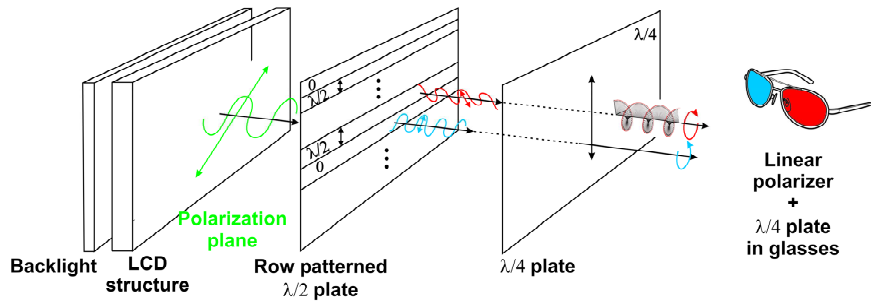 λ/4
0
λ/2
λ/2
0
Polarization
plane
Backlight
LCD
structure
Row patterned
λ/2 plate
λ/4 plate
Linear
polarizer
+
λ/4 plate
in glasses